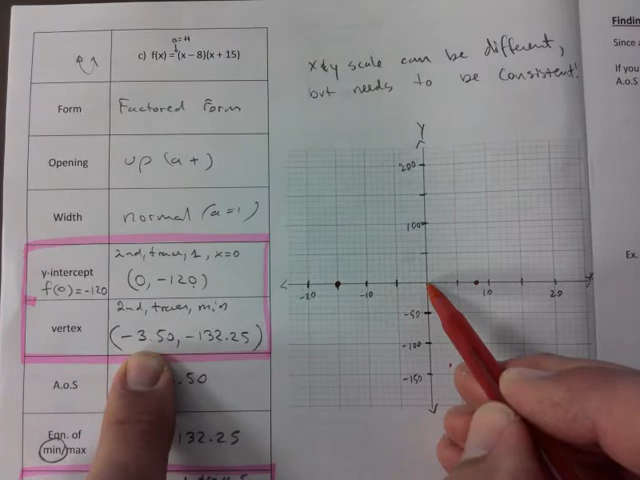 a=+1
c) f(x) = (x − 8)(x + 15)
Form
Factored Form
Opening
up (a +)
Width
normal (a=1)
y-intercept
f(0)=-120
2nd, trace, 1, x=0
(0, -120)
vertex
2nd, trace, min
(-3.50, -132.25)
A.o.S
.50
Eqn. of
min/max
132.25
x & y scale can be different,
but needs to be consistent!
Y
200
100
-20
-10
10
20
X
-50
-100
-150
Finding
Since a
If you
A.o.S
Ex.